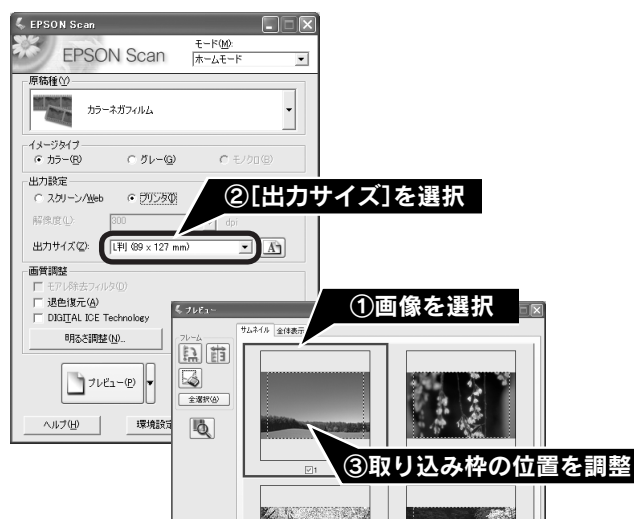 EPSON Scan
EPSON Scan
モード(M):
ホームモード
原稿種(Y)
カラーネガフィルム
イメージタイプ
カラー(R)
グレー(G)
モノクロ(B)
出力設定
スクリーン/Web
プリンタ(I)
②[出力サイズ]を選択
解像度(L):
300
dpi
出力サイズ(Z):
L判 (89 x 127 mm)
画質調整
モアレ除去フィルタ(D)
退色復元(A)
DIGITAL ICE Technology
明るさ調整(N)...
プレビュー(P)
ヘルプ(H)
環境設定
プレビュー
①画像を選択
フレーム
サムネイル
全体表示
全選択(A)
1
③取り込み枠の位置を調整